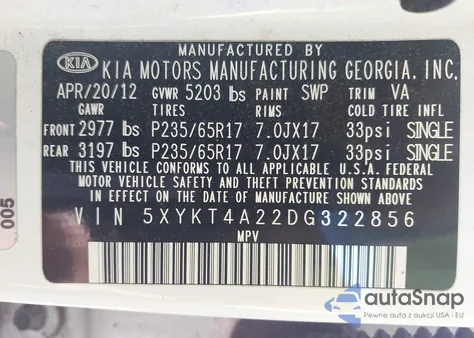 MANUFACTURED BY
KIA KIA MOTORS MANUFACTURING GEORGIA, INC.
APR/20/12 GVWR 5203 lbs PAINT SWP TRIM VA
GAWR TIRES RIMS COLD TIRE INFL
FRONT 2977 lbs P235/65R17 7.0JX17 33psi SINGLE
REAR 3197 lbs P235/65R17 7.0JX17 33psi SINGLE
THIS VEHICLE CONFORMS TO ALL APPLICABLE U.S.A. FEDERAL
MOTOR VEHICLE SAFETY AND THEFT PREVENTION STANDARDS IN
EFFECT ON THE DATE OF MANUFACTURE SHOWN ABOVE.
VIN 5XYKT4A22DG322856
MPV
005
autoSnap
Pewne auta z aukcji USA i EU